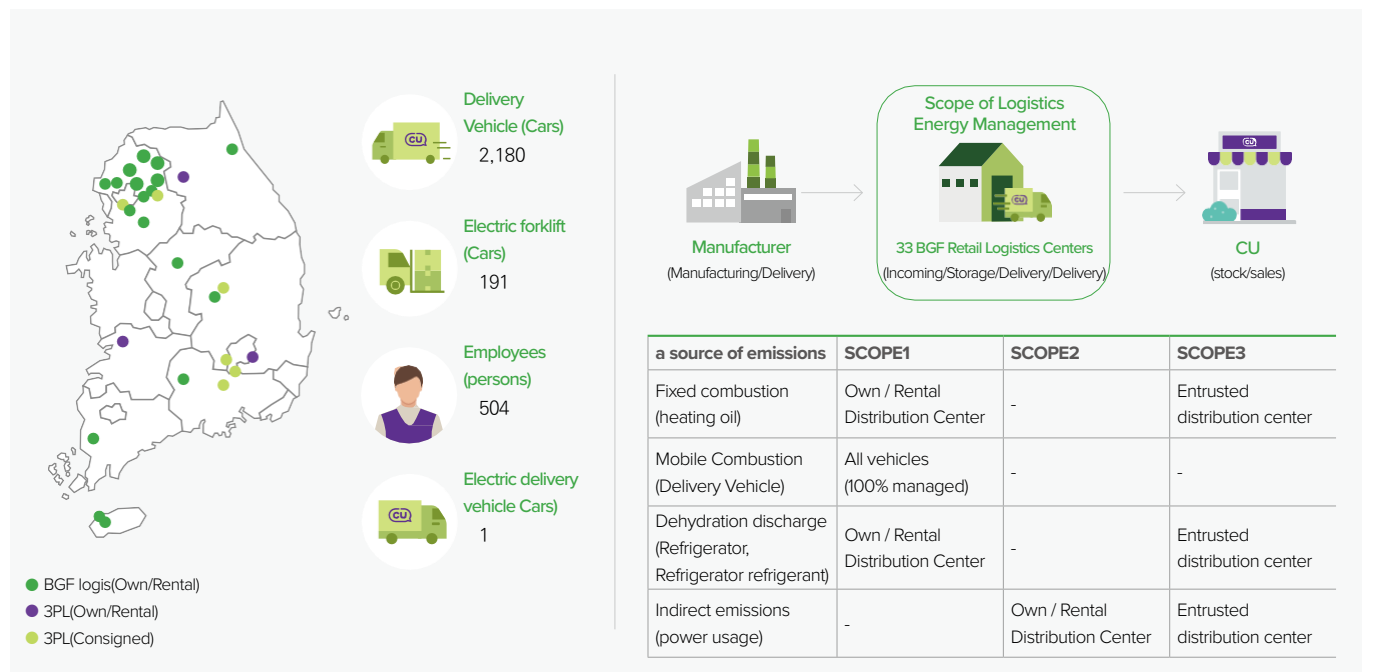 Delivery
Vehicle (Cars)
2,180
Electric forklift
(Cars)
191
Employees
(persons)
504
Electric delivery
vehicle Cars)
1
CU
CU
BGF logis(Own/Rental)
3PL(Own/Rental)
3PL(Consigned)
Scope of Logistics
Energy Management
CU
CU
Manufacturer
(Manufacturing/Delivery)
33 BGF Retail Logistics Centers
(Incoming/Storage/Delivery/Delivery)
CU
(stock/sales)
a source of emissions SCOPE1 SCOPE2 SCOPE3
Fixed combustion
(heating oil)
Own / Rental
Distribution Center
-
Entrusted
distribution center
Mobile Combustion
(Delivery Vehicle)
All vehicles
(100% managed)
-
-
Dehydration discharge
(Refrigerator,
Refrigerator refrigerant)
Own / Rental
Distribution Center
-
Entrusted
distribution center
Indirect emissions
(power usage)
-
Own / Rental
Distribution Center
Entrusted
distribution center